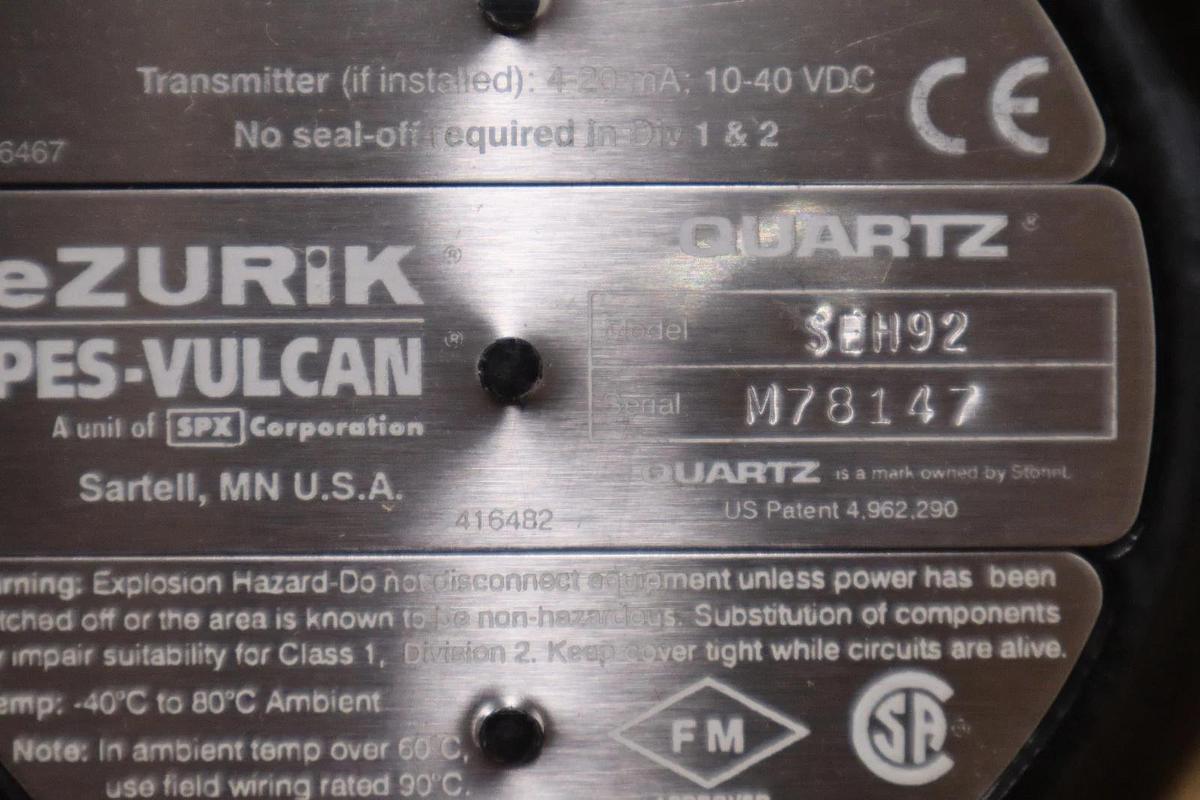 Transmitter (if installed): 4-20 mA; 10-40 VDC
CE
No seal-off required in Div 1 & 2
6467
QUARTZ®
eZURiK®
Model SEH92
PES-VULCAN®
Serial M78147
A unit of SPX Corporation
QUARTZ is a mark owned by StoneL
Sartell, MN U.S.A.
US Patent 4,962,290
416482
rning: Explosion Hazard-Do not disconnect equipment unless power has been
tched off or the area is known to be non-hazardous. Substitution of components
y impair suitability for Class 1, Division 2. Keep cover tight while circuits are alive.
emp: -40°C to 80°C Ambient
FM
SA®
Note: In ambient temp over 60°C,
use field wiring rated 90°C.
APPROVED